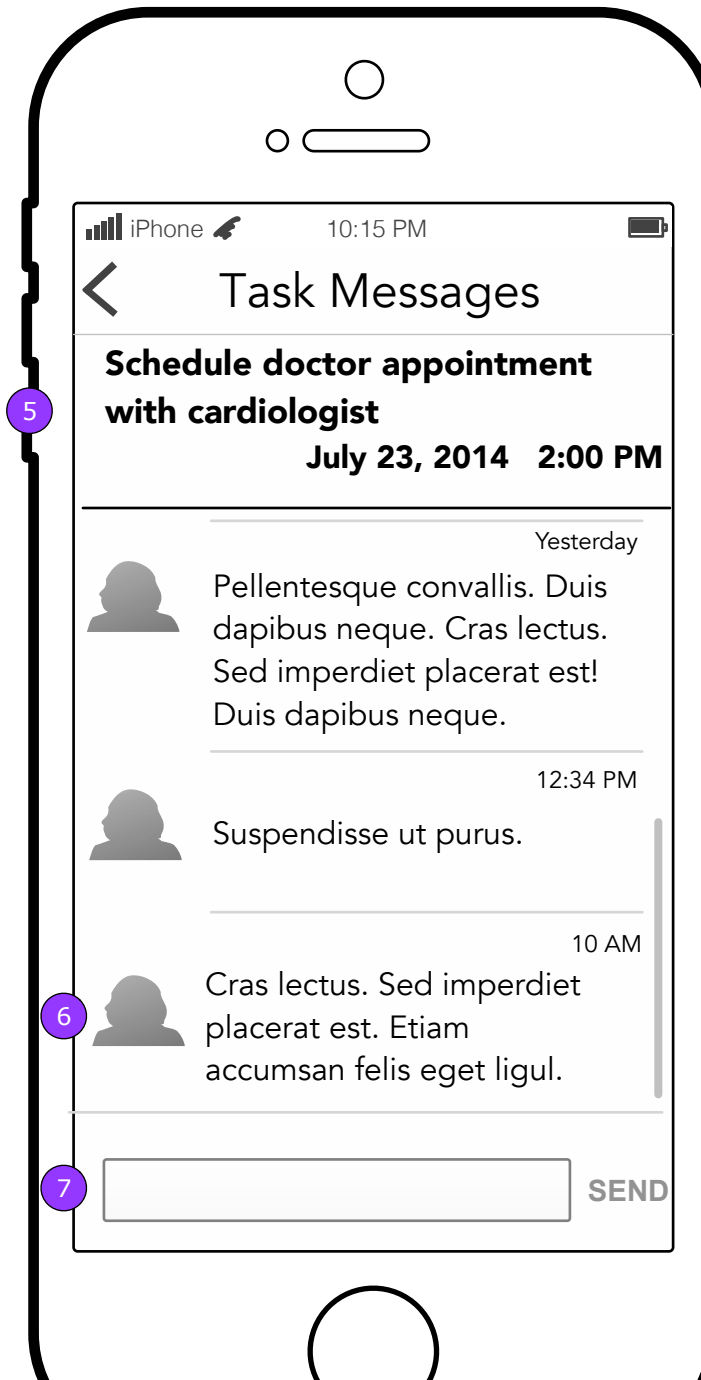 iPhone 10:15 PM
Task Messages
Schedule doctor appointment
5
with cardiologist
July 23, 2014 2:00 PM
Yesterday
Pellentesque convallis. Duis
dapibus neque. Cras lectus.
Sed imperdiet placerat est!
Duis dapibus neque.
12:34 PM
Suspendisse ut purus.
10 AM
Cras lectus. Sed imperdiet
6
placerat est. Etiam
accumsan felis eget ligul.
7
SEND